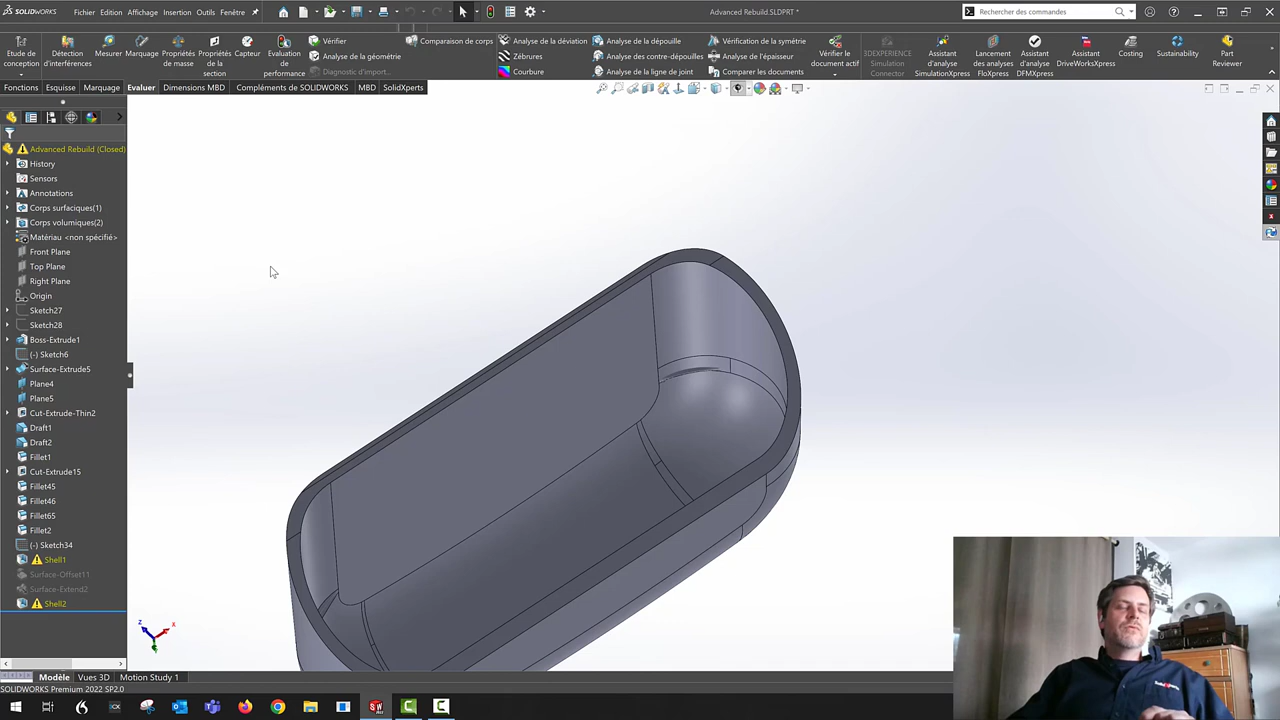 SOLIDWORKS
Fichier Edition Affichage Insertion Outils Fenêtre
Advanced Rebuild.SLDPRT *
Rechercher des commandes
Etude de conception
Détection d'interférences
Mesurer
Marquage
Propriétés de masse
Propriétés de la section
Capteur
Evaluation de performance
Vérifier
Analyse de la géométrie
Diagnostic d'import...
Comparaision de corps
Analyse de la déviation
Zébrures
Courbure
Analyse de la dépouille
Analyse des contre-dépouilles
Analyse de la ligne de joint
Vérification de la symétrie
Analyse de l'épaisseur
Comparer les documents
Vérifier le document actif
3DEXPERIENCE Simulation Connector
Assistant d'analyse SimulationXpress
Lancement des analyses FloXpress
Assistant d'analyse DFMXpress
Assistant DriveWorksXpress
Costing
Sustainability
Part Reviewer
Fonctions Esquisse Marquage Evaluer Dimensions MBD Compléments de SOLIDWORKS MBD SolidXperts
Advanced Rebuild (Closed)
History
Sensors
Annotations
Corps surfaciques(1)
Corps volumiques(2)
Matériau <non spécifié>
Front Plane
Top Plane
Right Plane
Origin
Sketch27
Sketch28
Boss-Extrude1
(-) Sketch6
Surface-Extrude5
Plane4
Plane5
Cut-Extrude-Thin2
Draft1
Draft2
Fillet1
Cut-Extrude15
Fillet45
Fillet46
Fillet65
Fillet2
(-) Sketch34
Shell1
Surface-Offset11
Surface-Extend2
Shell2
z
x
Modèle Vues 3D Motion Study 1
SOLIDWORKS Premium 2022 SP2.0